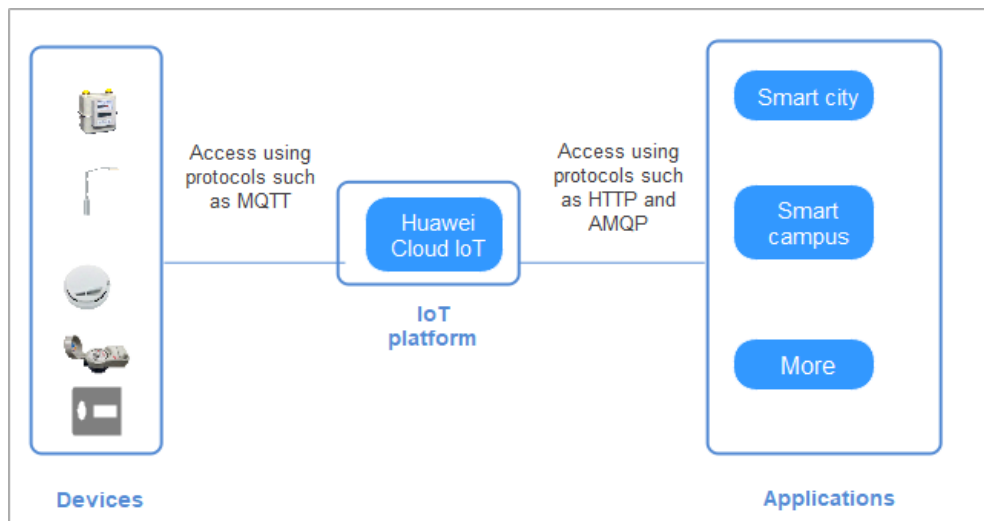 Access using
protocols such
as MQTT
Huawei
Cloud IoT
IoT
platform
Access using
protocols such
as HTTP and
AMQP
Smart city
Smart
campus
More
Devices
Applications